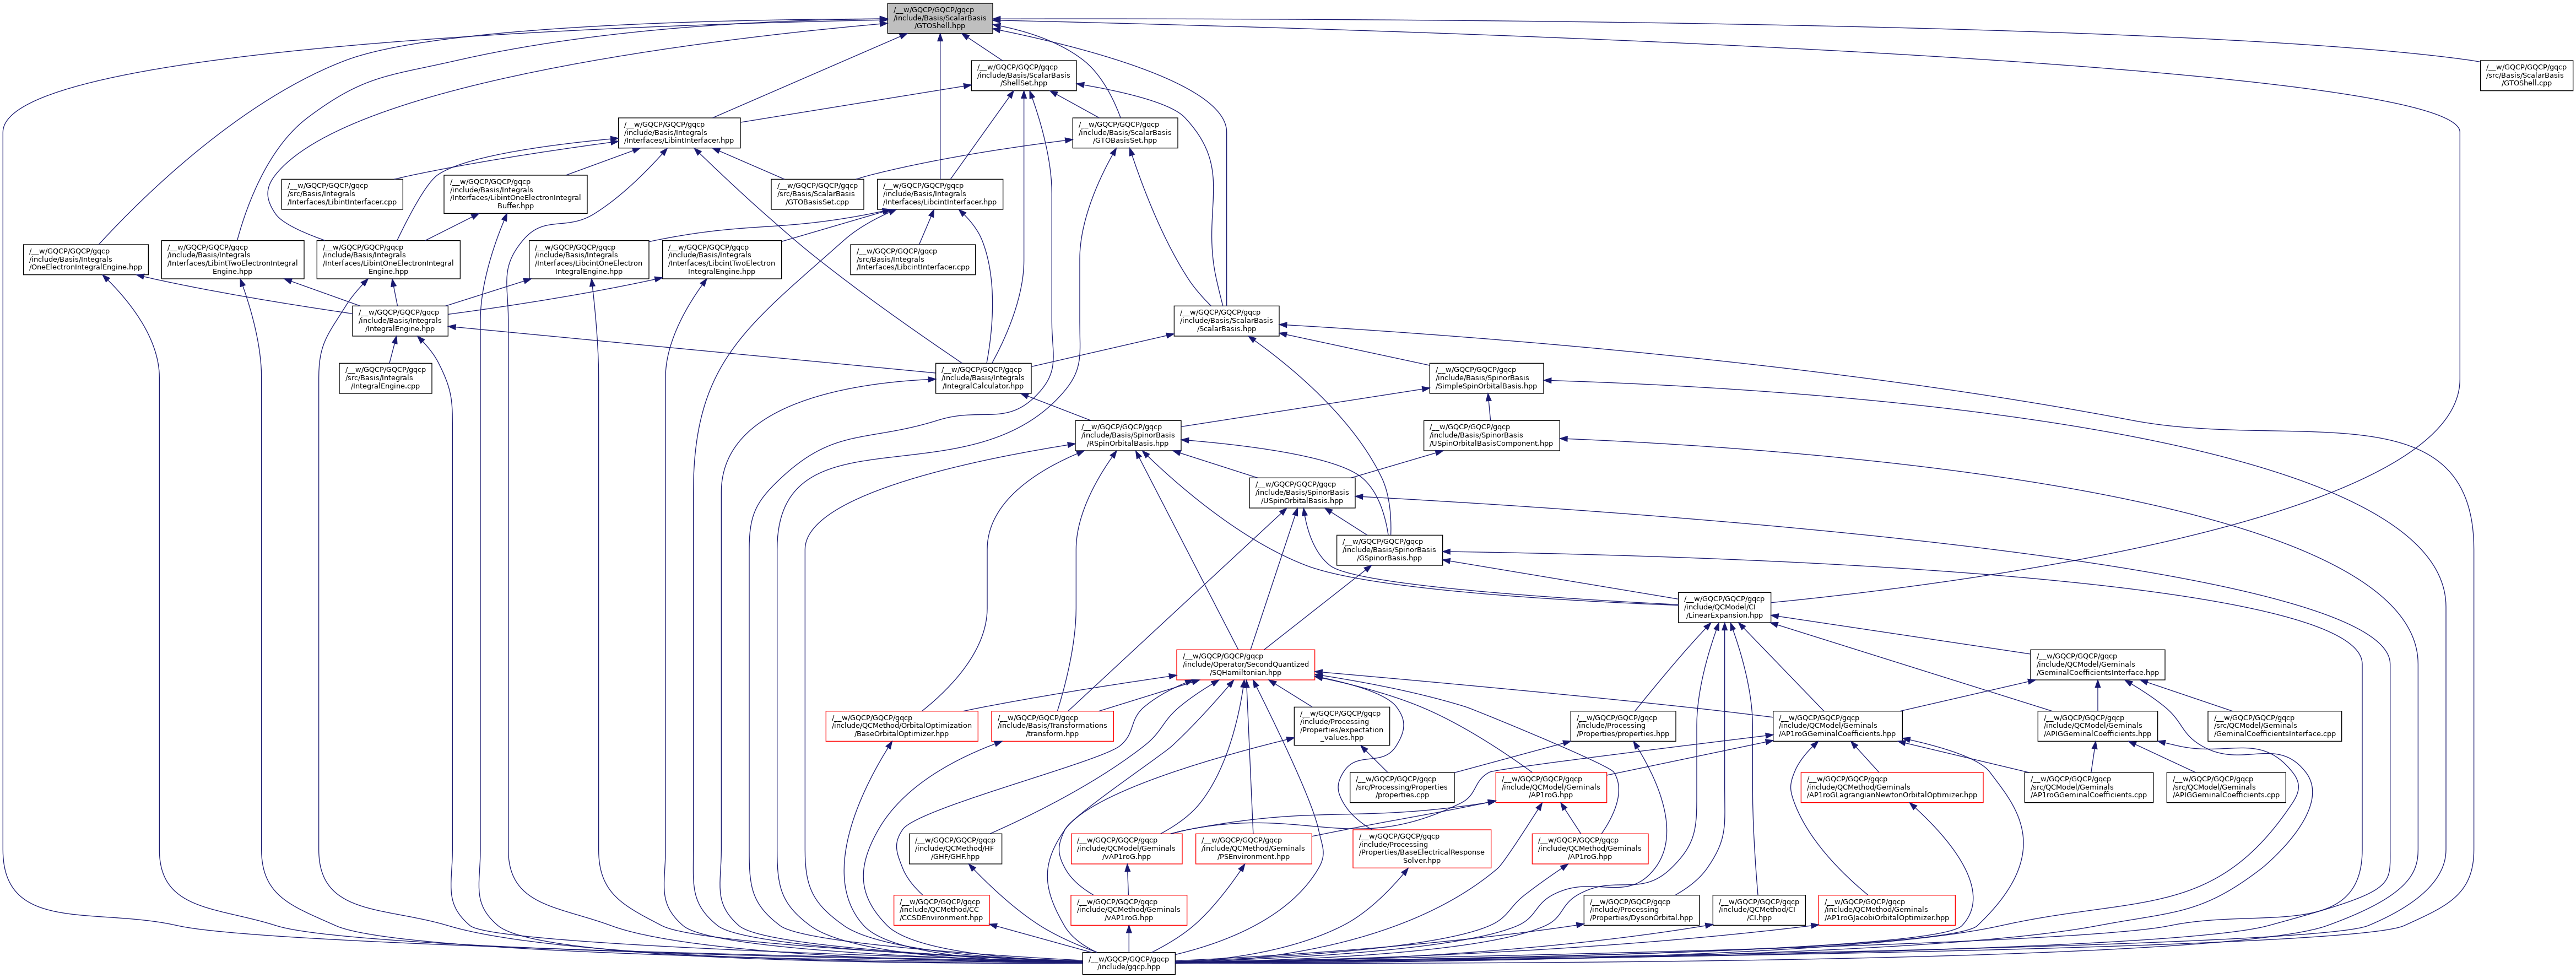 /__w/GQCP/GQCP/gqcp
/include/Basis/ScalarBasis
/GTOShell.hpp
/__w/GQCP/GQCP/gqcp
/src/Basis/ScalarBasis
/GTOShell.cpp
/__w/GQCP/GQCP/gqcp
/include/Basis/ScalarBasis
/ShellSet.hpp
/__w/GQCP/GQCP/gqcp
/include/Basis/Integrals
/Interfaces/LibintInterfacer.hpp
/__w/GQCP/GQCP/gqcp
/include/Basis/ScalarBasis
/GTOBasisSet.hpp
/__w/GQCP/GQCP/gqcp
/src/Basis/Integrals
/Interfaces/LibintInterfacer.cpp
/__w/GQCP/GQCP/gqcp
/include/Basis/Integrals
/Interfaces/LibintOneElectronIntegral
Buffer.hpp
/__w/GQCP/GQCP/gqcp
/src/Basis/ScalarBasis
/GTOBasisSet.cpp
/__w/GQCP/GQCP/gqcp
/include/Basis/Integrals
/Interfaces/LibcintInterfacer.hpp
/__w/GQCP/GQCP/gqcp
/include/Basis/Integrals
/OneElectronIntegralEngine.hpp
/__w/GQCP/GQCP/gqcp
/include/Basis/Integrals
/Interfaces/LibintTwoElectronIntegral
Engine.hpp
/__w/GQCP/GQCP/gqcp
/include/Basis/Integrals
/Interfaces/LibintOneElectronIntegral
Engine.hpp
/__w/GQCP/GQCP/gqcp
/include/Basis/Integrals
/Interfaces/LibcintOneElectron
IntegralEngine.hpp
/__w/GQCP/GQCP/gqcp
/include/Basis/Integrals
/Interfaces/LibcintTwoElectron
IntegralEngine.hpp
/__w/GQCP/GQCP/gqcp
/src/Basis/Integrals
/Interfaces/LibcintInterfacer.cpp
/__w/GQCP/GQCP/gqcp
/include/Basis/Integrals
/IntegralEngine.hpp
/__w/GQCP/GQCP/gqcp
/include/Basis/ScalarBasis
/ScalarBasis.hpp
/__w/GQCP/GQCP/gqcp
/src/Basis/Integrals
/IntegralEngine.cpp
/__w/GQCP/GQCP/gqcp
/include/Basis/Integrals
/IntegralCalculator.hpp
/__w/GQCP/GQCP/gqcp
/include/Basis/SpinorBasis
/SimpleSpinOrbitalBasis.hpp
/__w/GQCP/GQCP/gqcp
/include/Basis/SpinorBasis
/RSpinOrbitalBasis.hpp
/__w/GQCP/GQCP/gqcp
/include/Basis/SpinorBasis
/USpinOrbitalBasisComponent.hpp
/__w/GQCP/GQCP/gqcp
/include/Basis/SpinorBasis
/USpinOrbitalBasis.hpp
/__w/GQCP/GQCP/gqcp
/include/Basis/SpinorBasis
/GSpinorBasis.hpp
/__w/GQCP/GQCP/gqcp
/include/QCModel/CI
/LinearExpansion.hpp
/__w/GQCP/GQCP/gqcp
/include/Operator/SecondQuantized
/SQHamiltonian.hpp
/__w/GQCP/GQCP/gqcp
/include/QCModel/Geminals
/GeminalCoefficientsInterface.hpp
/__w/GQCP/GQCP/gqcp
/include/QCMethod/OrbitalOptimization
/BaseOrbitalOptimizer.hpp
/__w/GQCP/GQCP/gqcp
/include/Basis/Transformations
/transform.hpp
/__w/GQCP/GQCP/gqcp
/include/Processing
/Properties/expectation
_values.hpp
/__w/GQCP/GQCP/gqcp
/include/Processing
/Properties/properties.hpp
/__w/GQCP/GQCP/gqcp
/include/QCModel/Geminals
/AP1roGGeminalCoefficients.hpp
/__w/GQCP/GQCP/gqcp
/include/QCModel/Geminals
/APIGGeminalCoefficients.hpp
/__w/GQCP/GQCP/gqcp
/src/QCModel/Geminals
/GeminalCoefficientsInterface.cpp
/__w/GQCP/GQCP/gqcp
/src/Processing/Properties
/properties.cpp
/__w/GQCP/GQCP/gqcp
/include/QCModel/Geminals
/AP1roG.hpp
/__w/GQCP/GQCP/gqcp
/include/QCMethod/Geminals
/AP1roGLagrangianNewtonOrbitalOptimizer.hpp
/__w/GQCP/GQCP/gqcp
/src/QCModel/Geminals
/AP1roGGeminalCoefficients.cpp
/__w/GQCP/GQCP/gqcp
/src/QCModel/Geminals
/APIGGeminalCoefficients.cpp
/__w/GQCP/GQCP/gqcp
/include/QCMethod/HF
/GHF/GHF.hpp
/__w/GQCP/GQCP/gqcp
/include/QCModel/Geminals
/vAP1roG.hpp
/__w/GQCP/GQCP/gqcp
/include/QCMethod/Geminals
/PSEnvironment.hpp
/__w/GQCP/GQCP/gqcp
/include/Processing
/Properties/BaseElectricalResponse
Solver.hpp
/__w/GQCP/GQCP/gqcp
/include/QCMethod/Geminals
/AP1roG.hpp
/__w/GQCP/GQCP/gqcp
/include/QCMethod/CC
/CCSDEnvironment.hpp
/__w/GQCP/GQCP/gqcp
/include/QCMethod/Geminals
/vAP1roG.hpp
/__w/GQCP/GQCP/gqcp
/include/Processing
/Properties/DysonOrbital.hpp
/__w/GQCP/GQCP/gqcp
/include/QCMethod/CI
/CI.hpp
/__w/GQCP/GQCP/gqcp
/include/QCMethod/Geminals
/AP1roGJacobiOrbitalOptimizer.hpp
/__w/GQCP/GQCP/gqcp
/include/gqcp.hpp